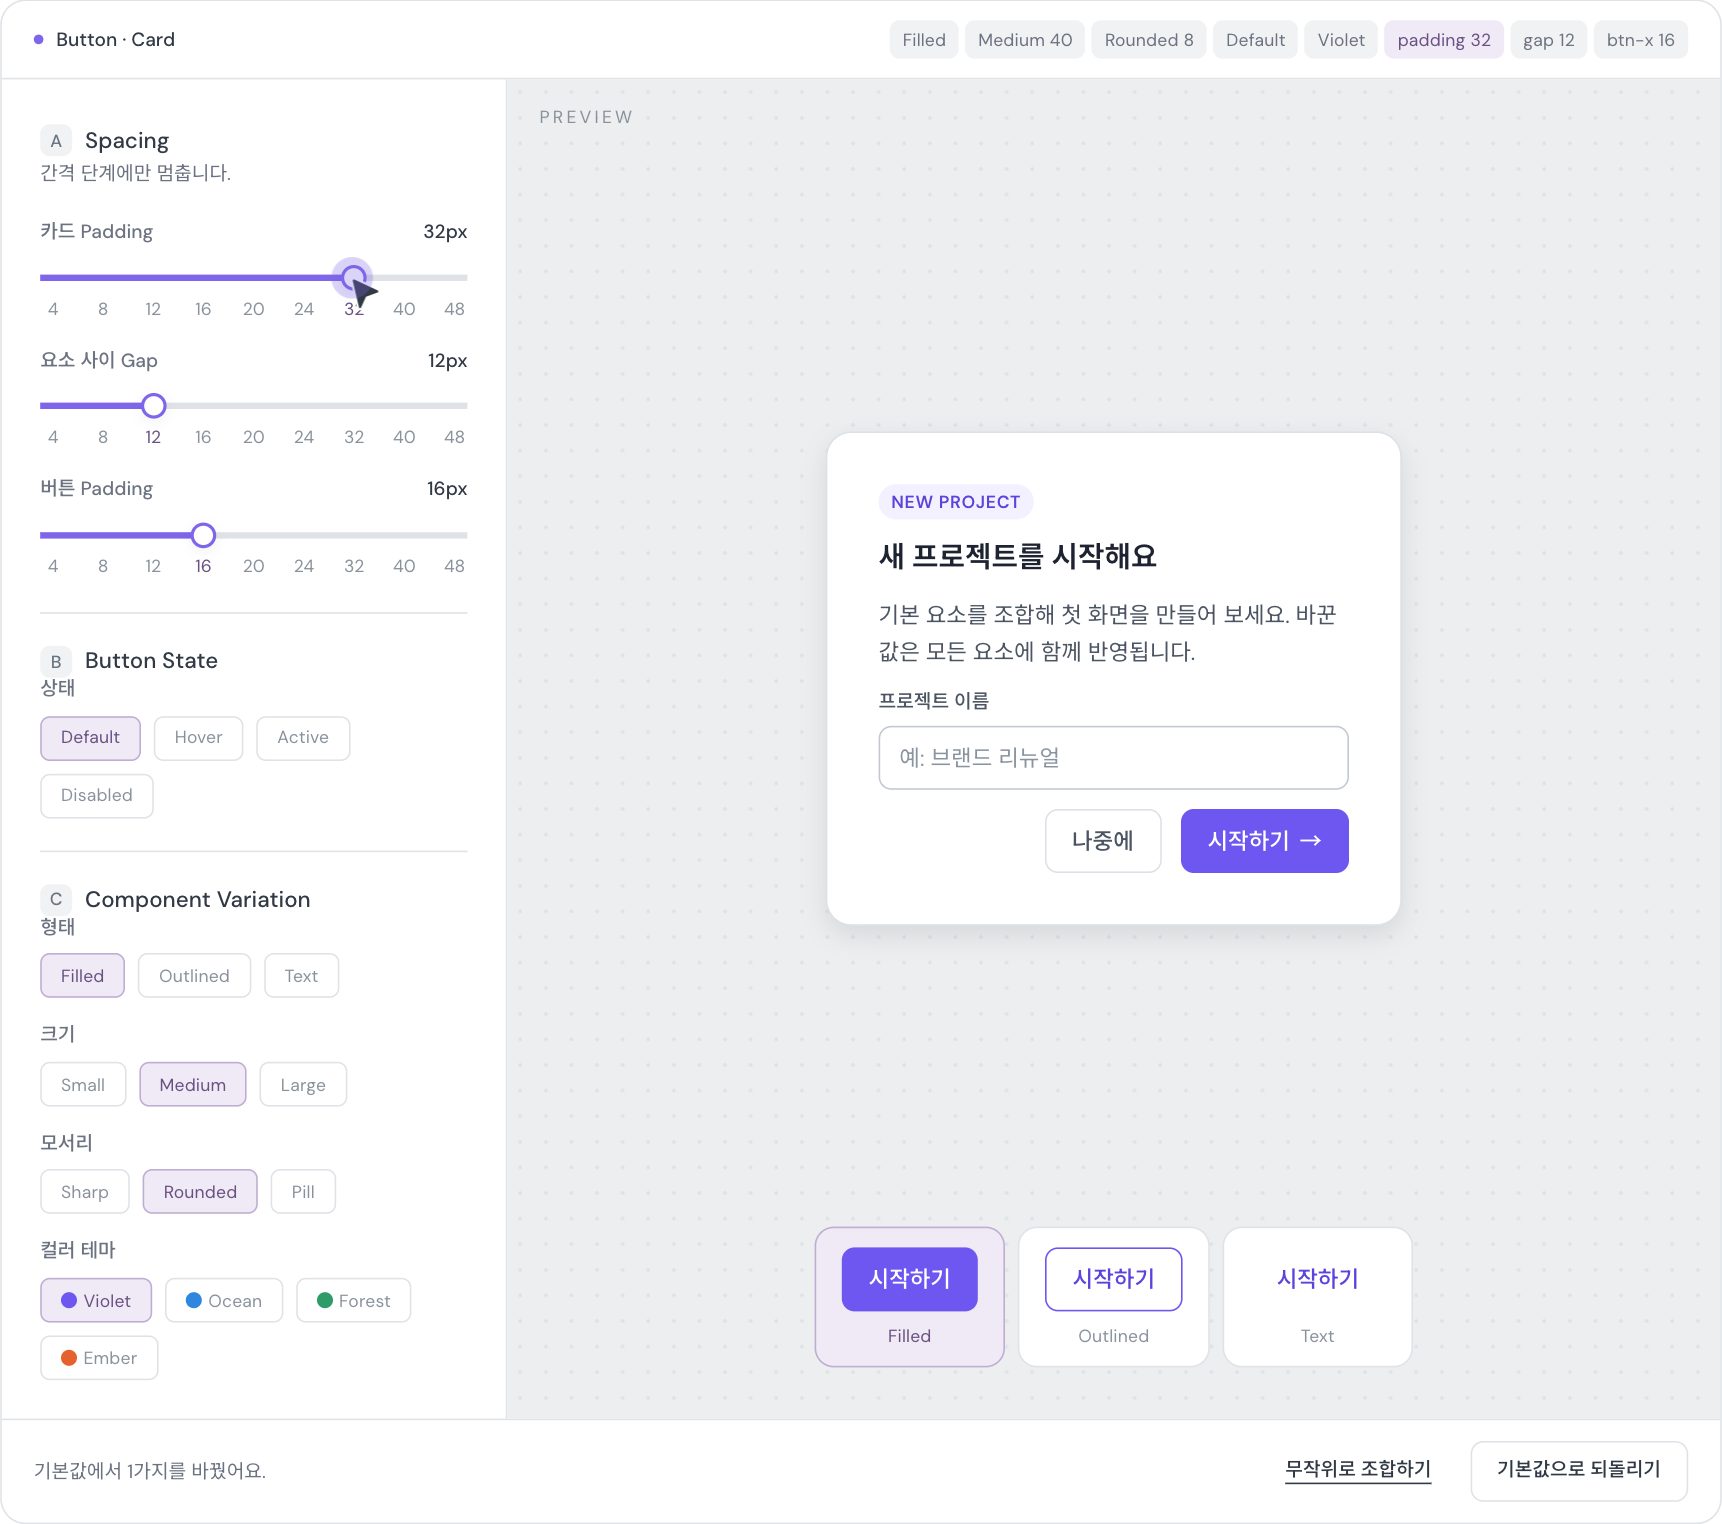 Button · Card
Filled
Medium 40
Rounded 8
Default
Violet
padding 32
gap 12
btn-x 16
A
Spacing
간격 단계에만 멈춥니다.
카드 Padding
32px
4 8 12 16 20 24 32 40 48
요소 사이 Gap
12px
4 8 12 16 20 24 32 40 48
버튼 Padding
16px
4 8 12 16 20 24 32 40 48
B
Button State
상태
Default
Hover
Active
Disabled
C
Component Variation
형태
Filled
Outlined
Text
크기
Small
Medium
Large
모서리
Sharp
Rounded
Pill
컬러 테마
Violet
Ocean
Forest
Ember
PREVIEW
NEW PROJECT
새 프로젝트를 시작해요
기본 요소를 조합해 첫 화면을 만들어 보세요. 바꾼
값은 모든 요소에 함께 반영됩니다.
프로젝트 이름
예: 브랜드 리뉴얼
나중에
시작하기 →
시작하기
Filled
시작하기
Outlined
시작하기
Text
기본값에서 1가지를 바꿨어요.
무작위로 조합하기
기본값으로 되돌리기